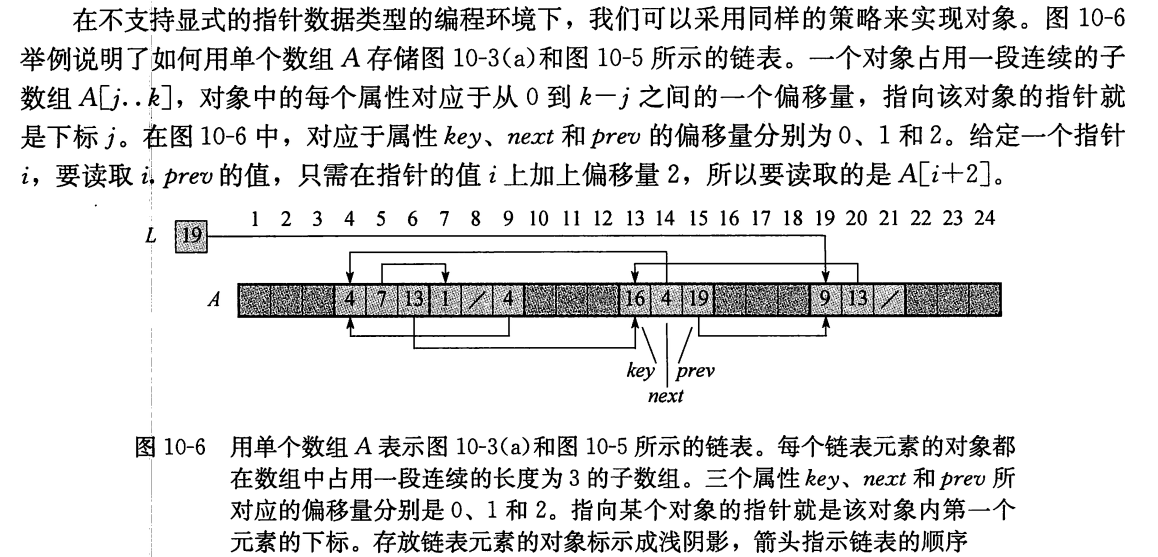 在不支持显式的指针数据类型的编程环境下，我们可以采用同样的策略来实现对象。图 10-6
举例说明了如何用单个数组 A 存储图 10-3(a)和图 10-5 所示的链表。一个对象占用一段连续的子
数组 A[j..k]，对象中的每个属性对应于从 0 到 k－j 之间的一个偏移量，指向该对象的指针就
是下标 j。在图 10-6 中，对应于属性 key、next 和 prev 的偏移量分别为 0、1 和 2。给定一个指针
i，要读取 i. prev 的值，只需在指针的值 i 上加上偏移量 2，所以要读取的是 A[i＋2]。
1 2 3 4 5 6 7 8 9 10 11 12 13 14 15 16 17 18 19 20 21 22 23 24
L 19
A 4 7 13 1 / 4 16 4 19 9 13 /
key prev
next
图 10-6 用单个数组 A 表示图 10-3(a)和图 10-5 所示的链表。每个链表元素的对象都
在数组中占用一段连续的长度为 3 的子数组。三个属性 key、next 和 prev 所
对应的偏移量分别是 0、1 和 2。指向某个对象的指针就是该对象内第一个
元素的下标。存放链表元素的对象标示成浅阴影，箭头指示链表的顺序